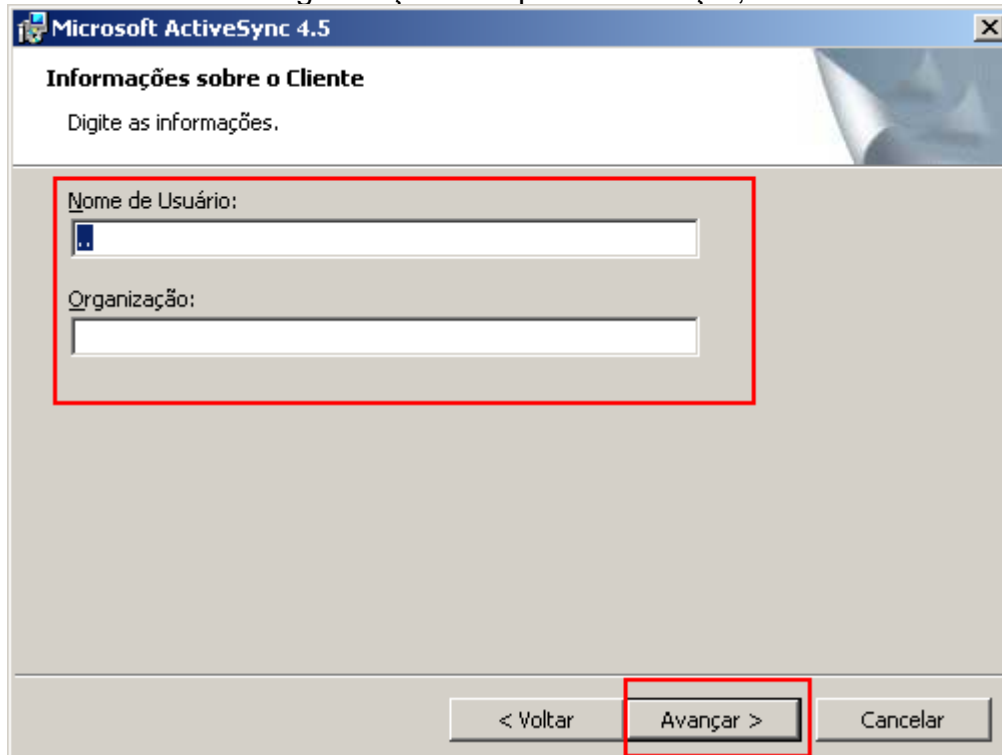 Microsoft ActiveSync 4.5
Informações sobre o Cliente
Digite as informações.
Nome de Usuário:
..
Organização:
< Voltar
Avançar >
Cancelar